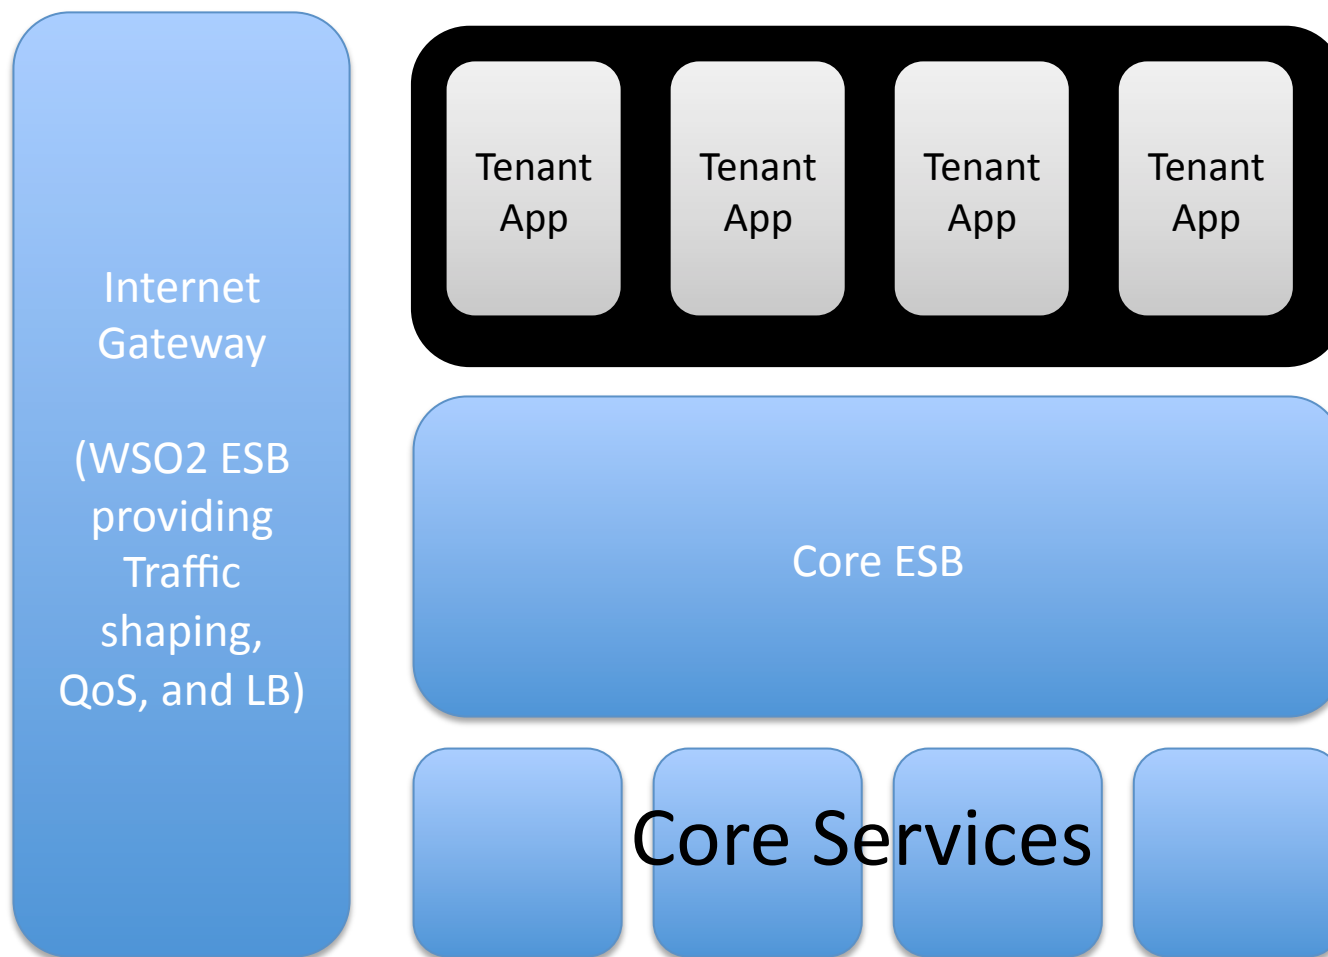 Internet
Gateway
(WSO2 ESB
providing
Traffic
shaping,
QoS, and LB)
Tenant
App
Tenant
App
Tenant
App
Tenant
App
Core ESB
Core Services